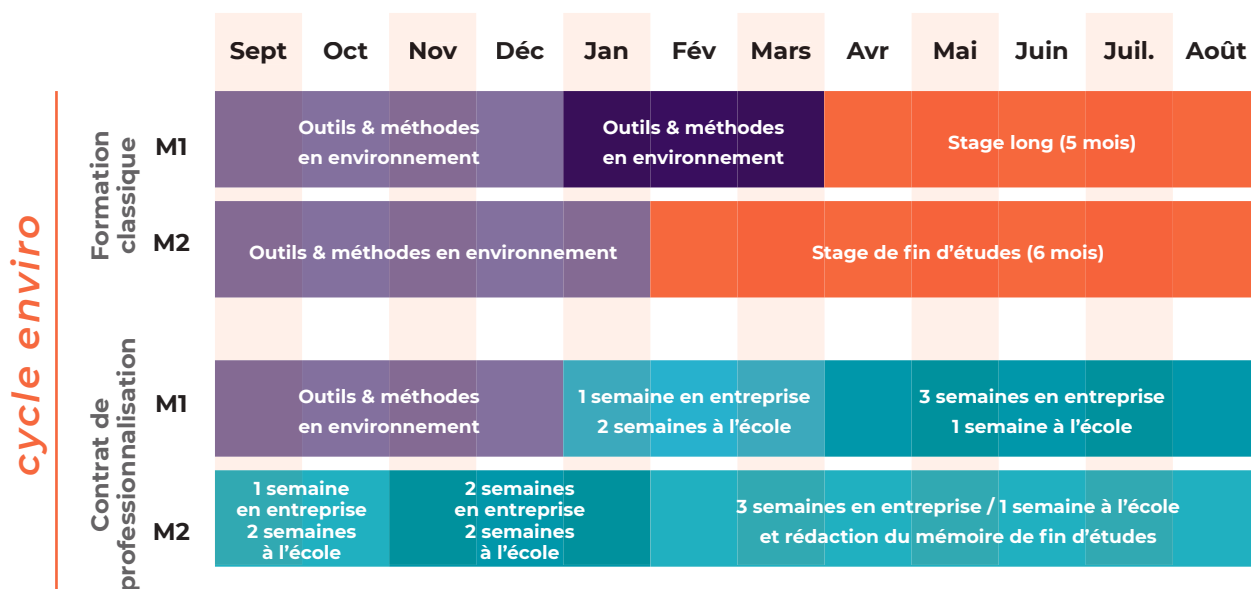 Sept Oct Nov Déc Jan Fév Mars Avr Mai Juin Juil. Août
cycle enviro
Formation
classique
M1
Outils & méthodes
en environnement
Outils & méthodes
en environnement
Stage long (5 mois)
M2
Outils & méthodes en environnement
Stage de fin d’études (6 mois)
Contrat de
professionnalisation
M1
Outils & méthodes
en environnement
1 semaine en entreprise
2 semaines à l’école
3 semaines en entreprise
1 semaine à l’école
M2
1 semaine
en entreprise
2 semaines
à l’école
2 semaines
en entreprise
2 semaines
à l’école
3 semaines en entreprise / 1 semaine à l’école
et rédaction du mémoire de fin d’études